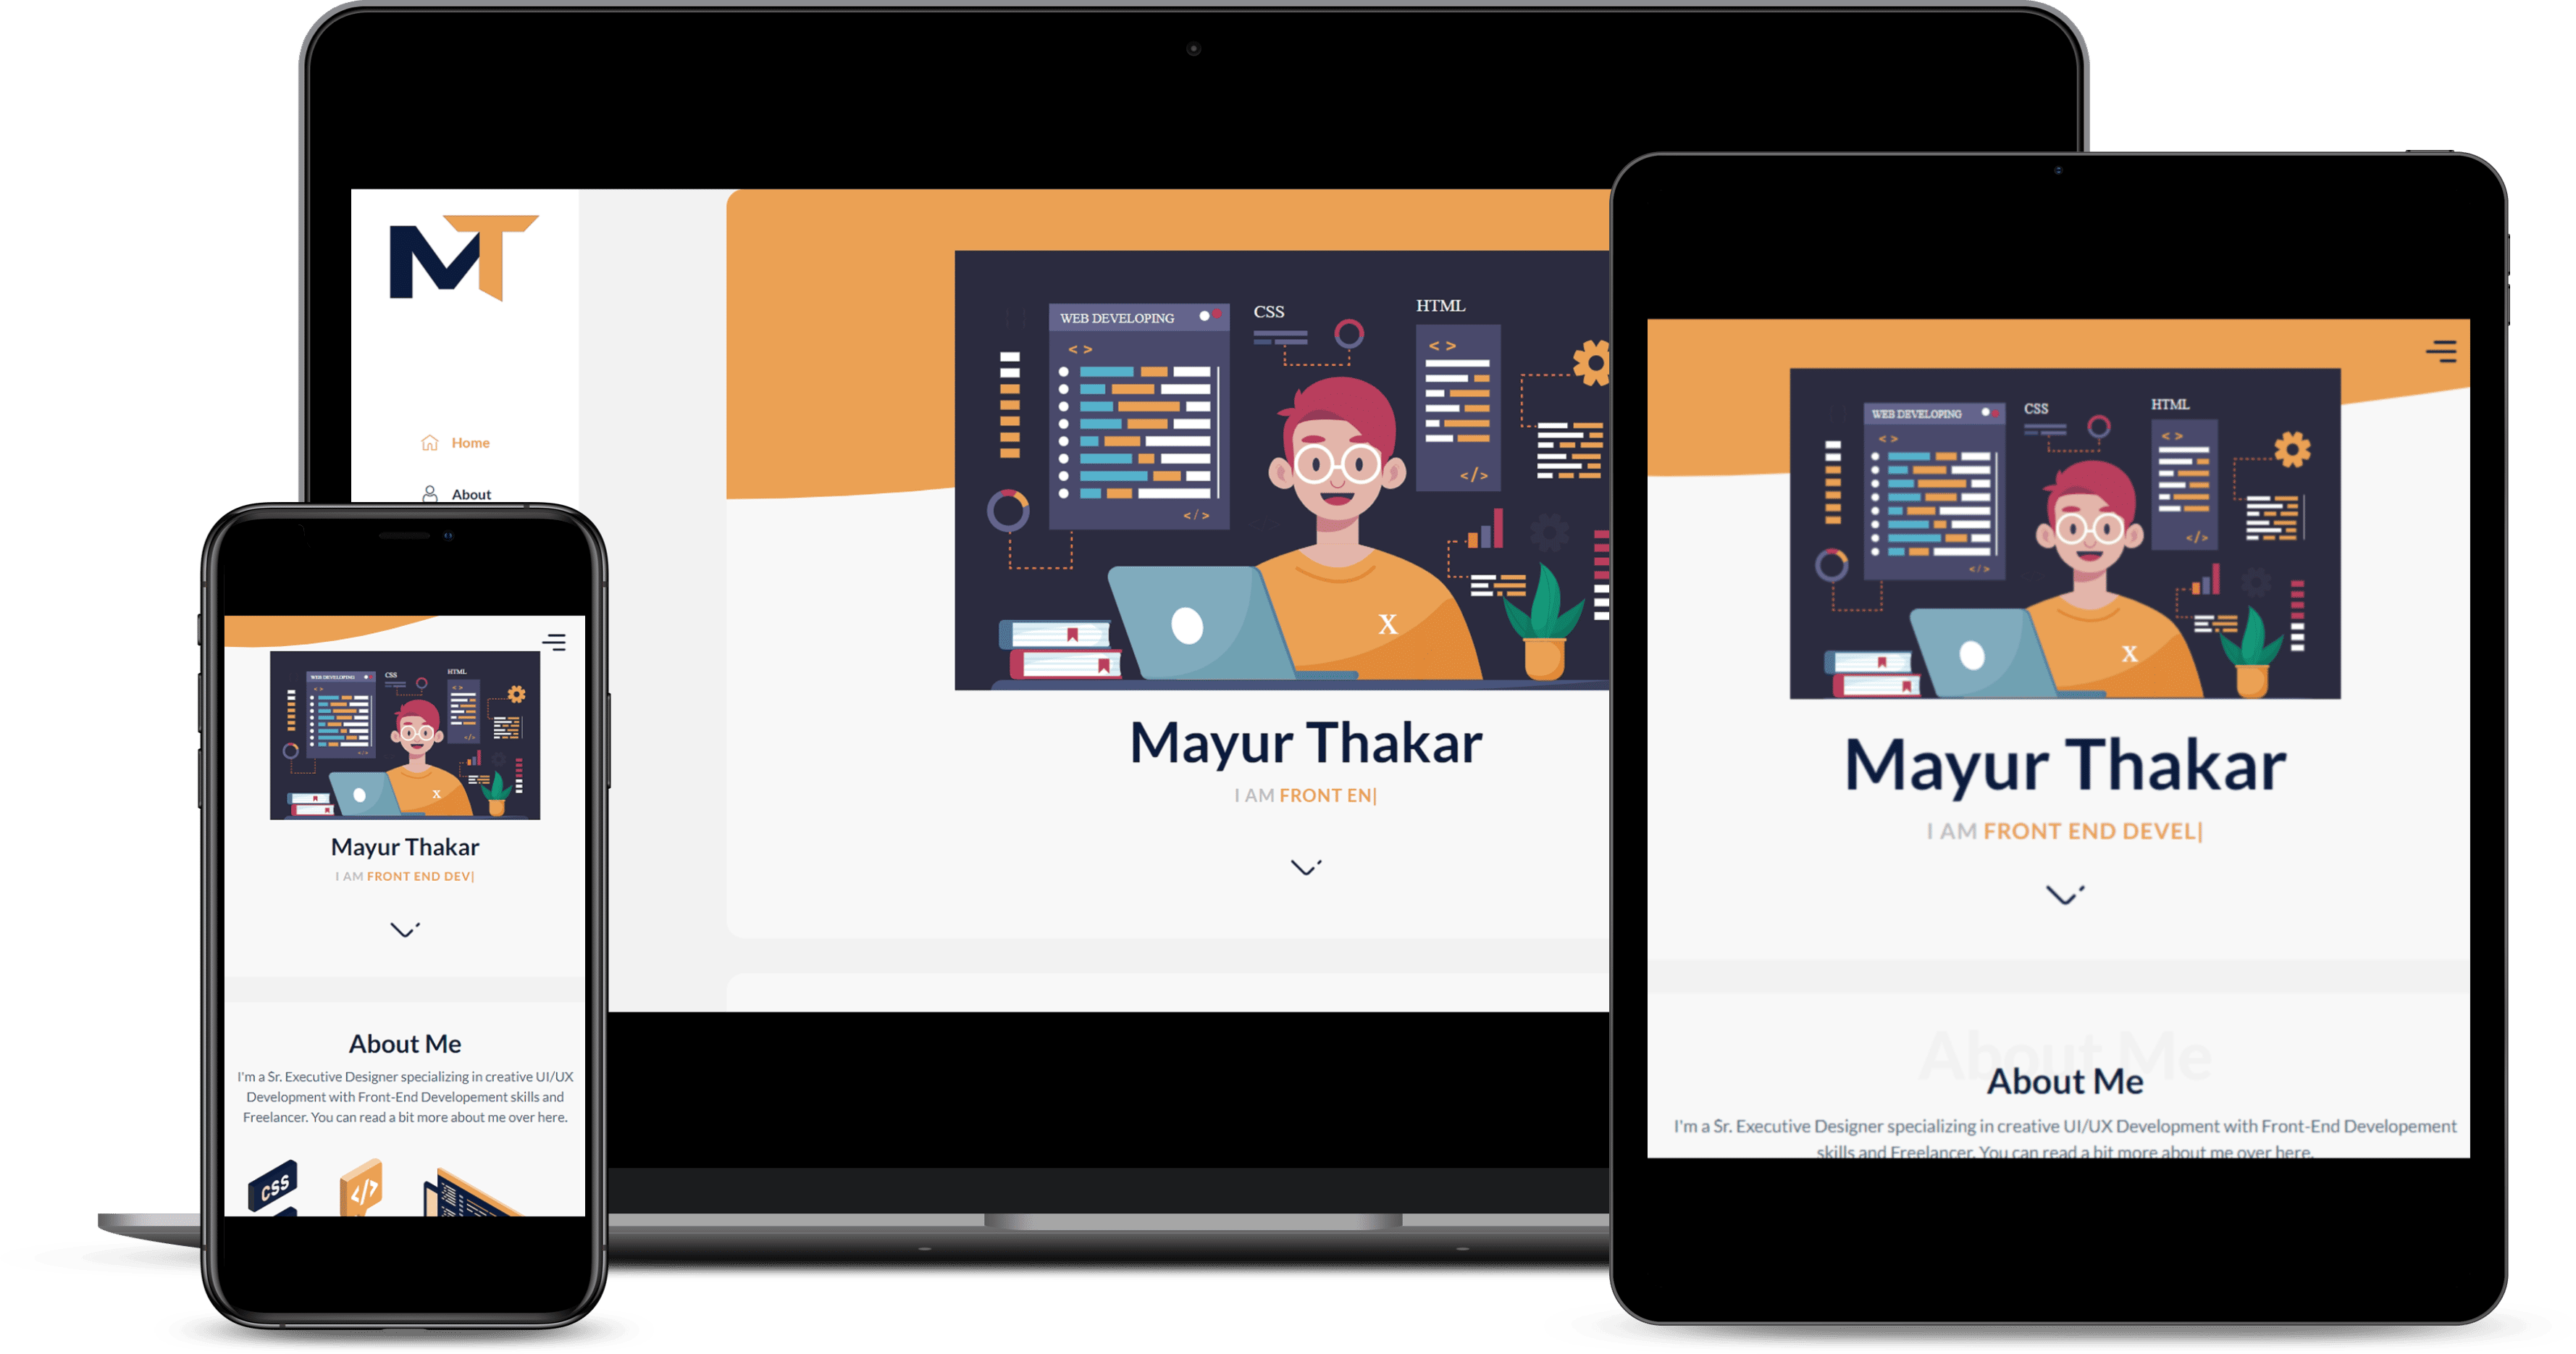 MT
Home
About
WEB DEVELOPING
< >
</>
CSS
HTML
< >
</>
X
Mayur Thakar
I AM FRONT EN|
WEB DEVELOPING
< >
</>
CSS
HTML
< >
</>
X
Mayur Thakar
I AM FRONT END DEV|
About Me
I'm a Sr. Executive Designer specializing in creative UI/UX
Development with Front-End Developement skills and
Freelancer. You can read a bit more about me over here.
CSS
</>
WEB DEVELOPING
< >
</>
CSS
HTML
< >
</>
X
Mayur Thakar
I AM FRONT END DEVEL|
About Me
About Me
I'm a Sr. Executive Designer specializing in creative UI/UX Development with Front-End Developement
skills and Freelancer. You can read a bit more about me over here.